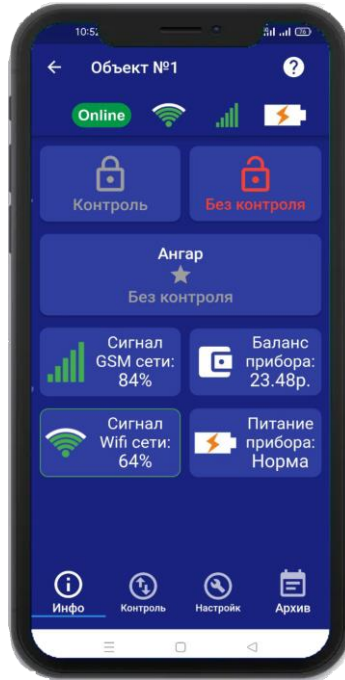 10:5
Объект №1
?
Online
Контроль
Без контроля
Ангар
Без контроля
Сигнал
GSM сети:
84%
Баланс
прибора:
23.48р.
Сигнал
Wifi сети:
64%
Питание
прибора:
Норма
Инфо
Контроль
Настройк
Архив